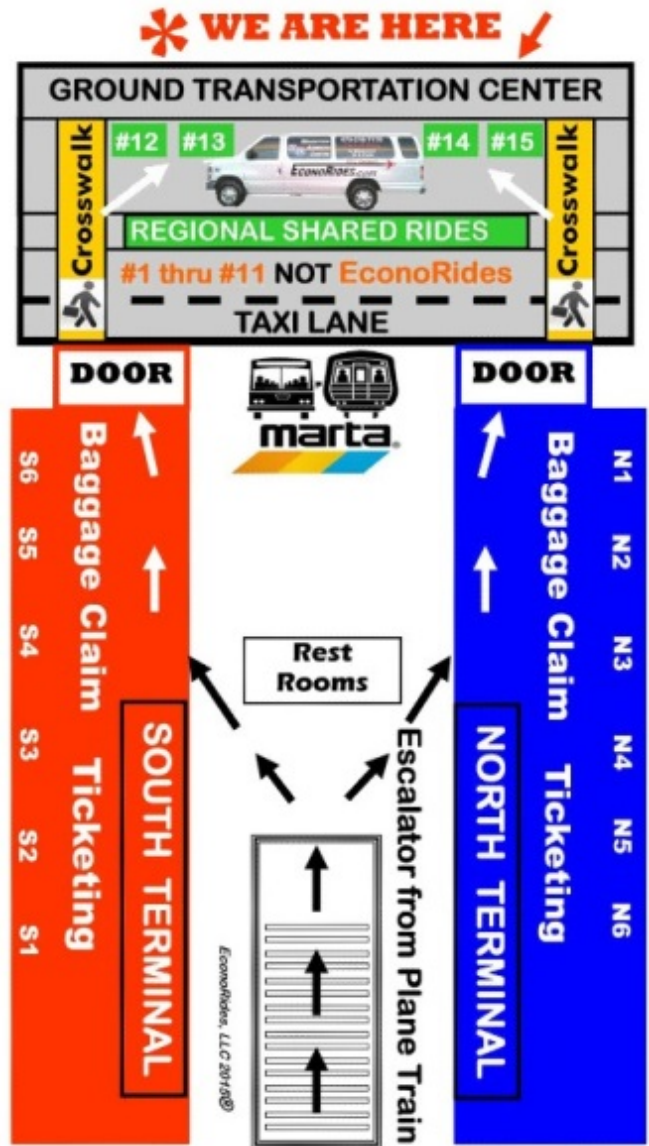 WE ARE HERE
GROUND TRANSPORTATION CENTER
Crosswalk
#12 #13
#14 #15
Crosswalk
ECONORIDES.com
REGIONAL SHARED RIDES
#1 thru #11 NOT EconoRides
TAXI LANE
DOOR
DOOR
marta®
S6
S5
S4
S3
S2
S1
Baggage Claim Ticketing
SOUTH TERMINAL
Rest
Rooms
Escalator from Plane Train
EconoRides, LLC 2015®
NORTH TERMINAL
Baggage Claim Ticketing
N1
N2
N3
N4
N5
N6